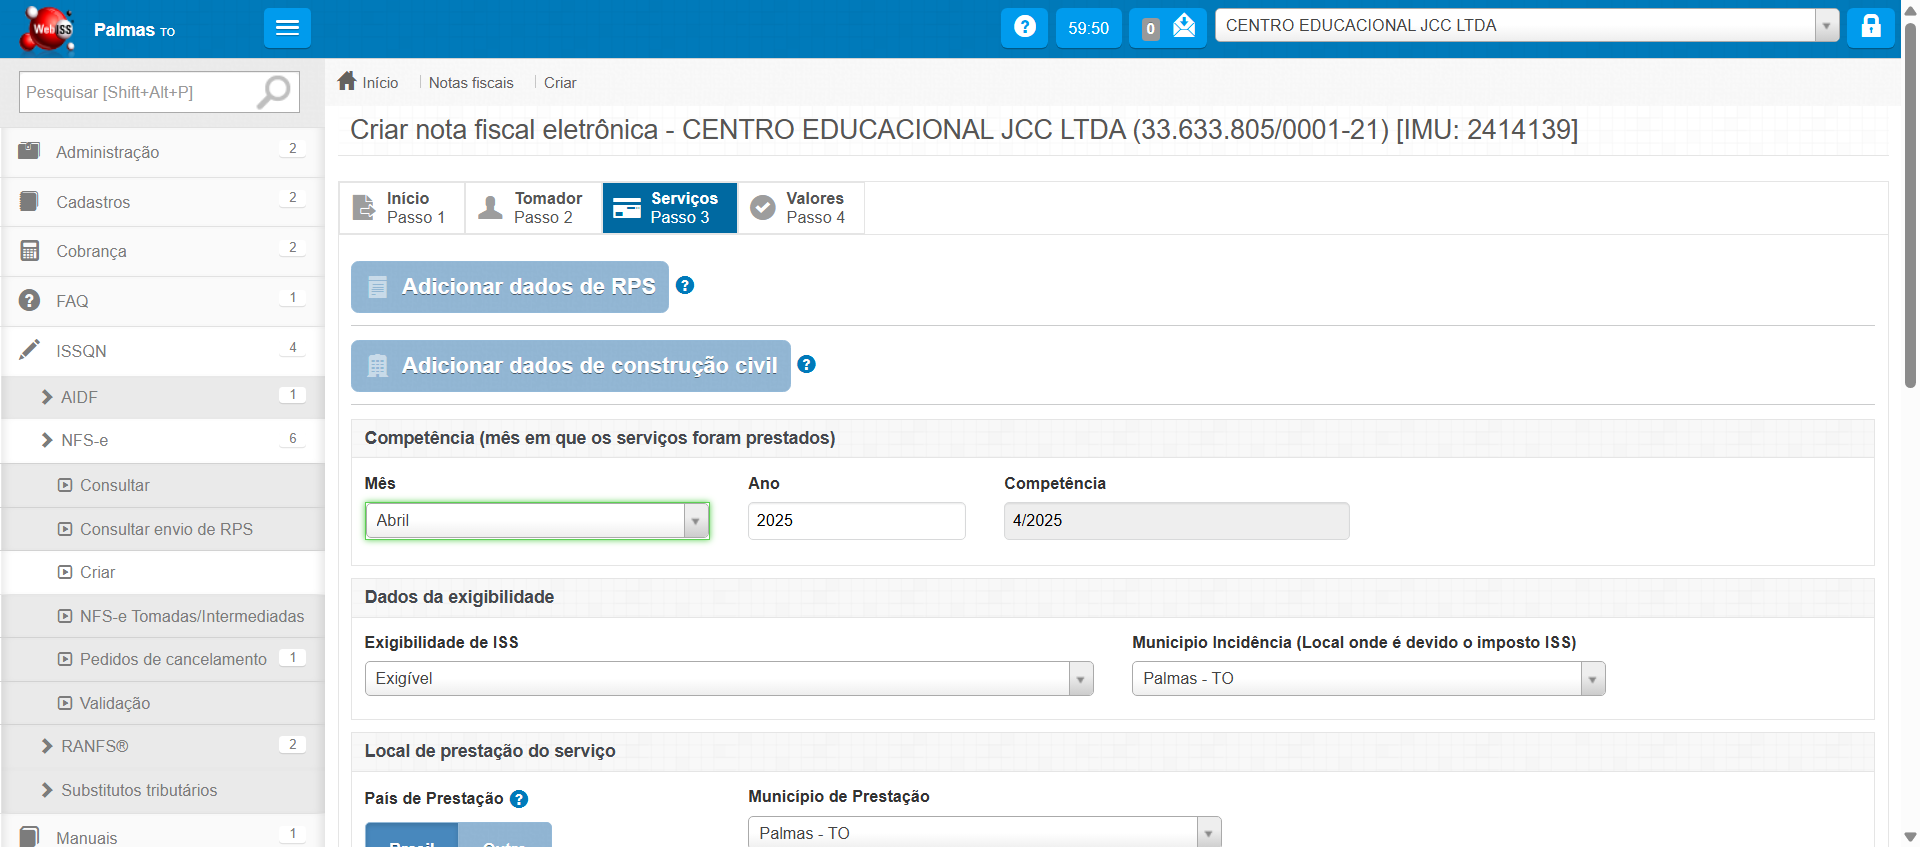 WebISS
Palmas TO
59:50
0
CENTRO EDUCACIONAL JCC LTDA
Pesquisar [Shift+Alt+P]
Início
Notas fiscais
Criar
Criar nota fiscal eletrônica - CENTRO EDUCACIONAL JCC LTDA (33.633.805/0001-21) [IMU: 2414139]
Administração 2
Cadastros 2
Cobrança 2
FAQ 1
ISSQN 4
AIDF 1
NFS-e 6
Consultar
Consultar envio de RPS
Criar
NFS-e Tomadas/Intermediadas
Pedidos de cancelamento 1
Validação
RANFS® 2
Substitutos tributários
Manuais 1
Início
Passo 1
Tomador
Passo 2
Serviços
Passo 3
Valores
Passo 4
Adicionar dados de RPS
Adicionar dados de construção civil
Competência (mês em que os serviços foram prestados)
Mês
Ano
Competência
Abril
2025
4/2025
Dados da exigibilidade
Exigibilidade de ISS
Municipio Incidência (Local onde é devido o imposto ISS)
Exigível
Palmas - TO
Local de prestação do serviço
País de Prestação
Município de Prestação
Brasil
Outro
Palmas - TO